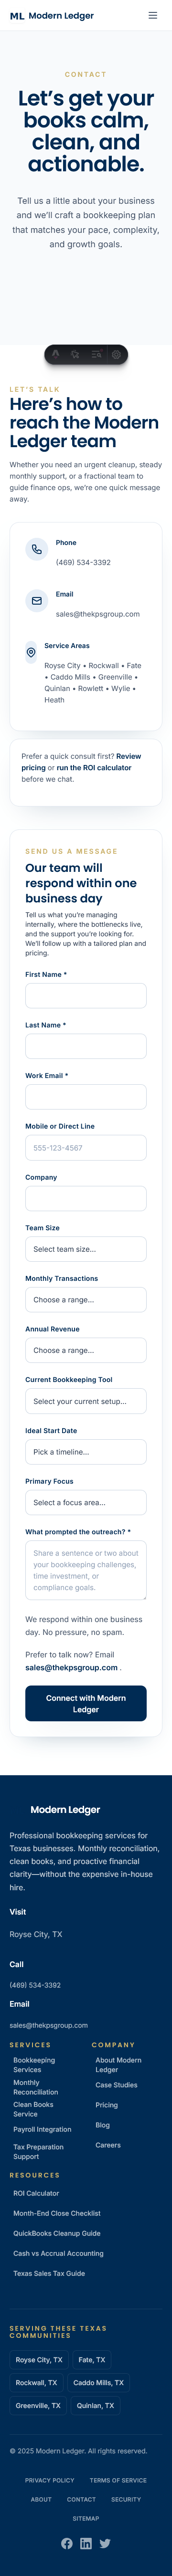 ML Modern Ledger
CONTACT
Let's get your
books calm,
clean, and
actionable.
Tell us a little about your business
and we'll craft a bookkeeping plan
that matches your pace, complexity,
and growth goals.
LET'S TALK
Here's how to
reach the Modern
Ledger team
Whether you need an urgent cleanup, steady
monthly support, or a fractional team to
guide finance ops, we're one quick message
away.
Phone
(469) 534-3392
Email
sales@thekpsgroup.com
Service Areas
Royse City • Rockwall • Fate
• Caddo Mills • Greenville •
Quinlan • Rowlett • Wylie •
Heath
Prefer a quick consult first? Review
pricing or run the ROI calculator
before we chat.
SEND US A MESSAGE
Our team will
respond within one
business day
Tell us what you're managing
internally, where the bottlenecks live,
and the support you're looking for.
We'll follow up with a tailored plan and
pricing.
First Name *
Last Name *
Work Email *
Mobile or Direct Line
555-123-4567
Company
Team Size
Select team size...
Monthly Transactions
Choose a range...
Annual Revenue
Choose a range...
Current Bookkeeping Tool
Select your current setup...
Ideal Start Date
Pick a timeline...
Primary Focus
Select a focus area...
What prompted the outreach? *
Share a sentence or two about
your bookkeeping challenges,
time investment, or
compliance goals.
We respond within one business
day. No pressure, no spam.
Prefer to talk now? Email
sales@thekpsgroup.com .
Connect with Modern
Ledger
Modern Ledger
Professional bookkeeping services for
Texas businesses. Monthly reconciliation,
clean books, and proactive financial
clarity—without the expensive in-house
hire.
Visit
Royse City, TX
Call
(469) 534-3392
Email
sales@thekpsgroup.com
SERVICES
Bookkeeping
Services
Monthly
Reconciliation
Clean Books
Service
Payroll Integration
Tax Preparation
Support
COMPANY
About Modern
Ledger
Case Studies
Pricing
Blog
Careers
RESOURCES
ROI Calculator
Month-End Close Checklist
QuickBooks Cleanup Guide
Cash vs Accrual Accounting
Texas Sales Tax Guide
SERVING THESE TEXAS
COMMUNITIES
Royse City, TX
Fate, TX
Rockwall, TX
Caddo Mills, TX
Greenville, TX
Quinlan, TX
© 2025 Modern Ledger. All rights reserved.
PRIVACY POLICY
TERMS OF SERVICE
ABOUT
CONTACT
SECURITY
SITEMAP